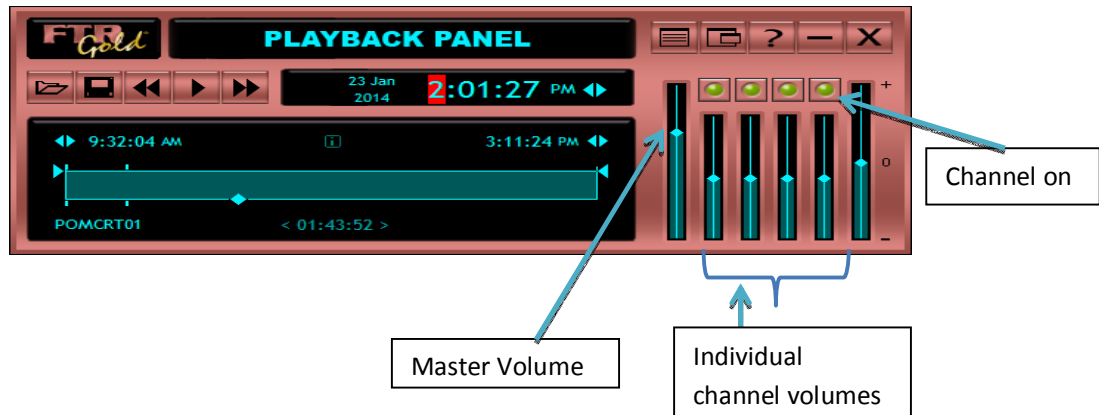 FTR Gold
PLAYBACK PANEL
?
X
23 Jan
2014
2:01:27 PM
+
9:32:04 AM
i
3:11:24 PM
o
Channel on
POMCRT01
< 01:43:52 >
-
Master Volume
Individual
channel volumes